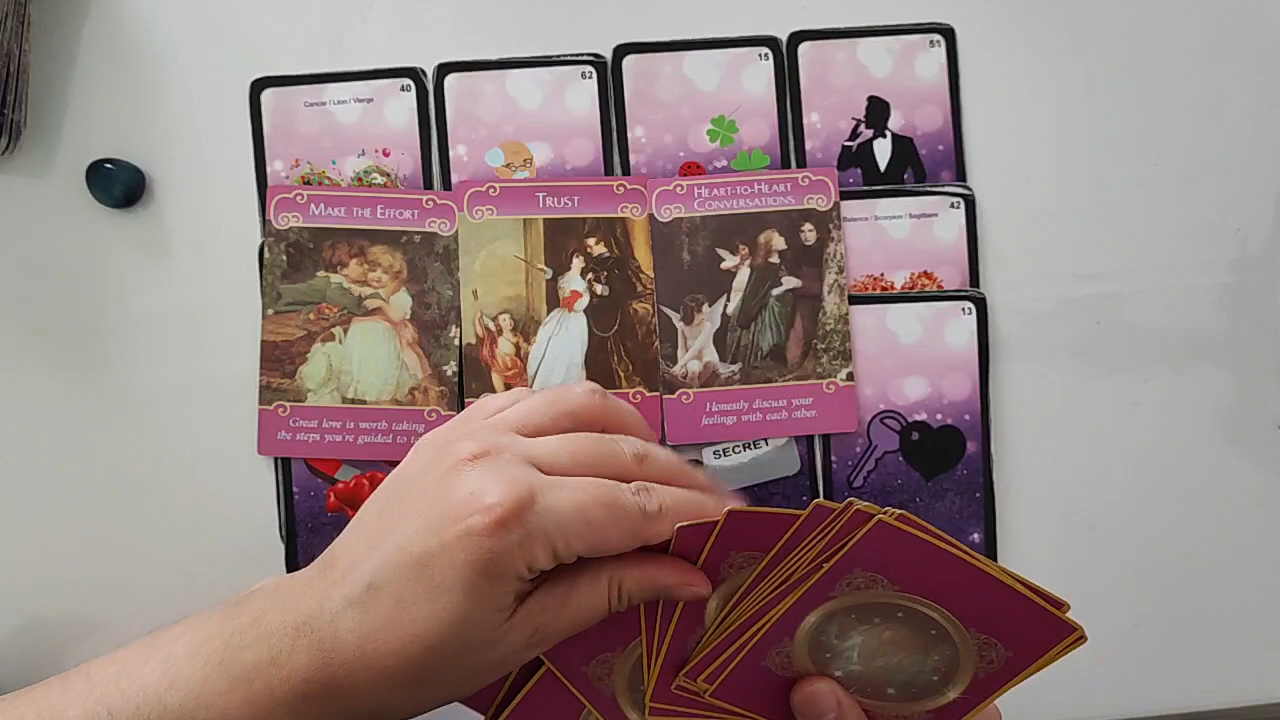 40
Cancer / Lion / Vierge
62
15
51
MAKE THE EFFORT
TRUST
HEART-TO-HEART
CONVERSATIONS
Balance / Scorpion / Sagittaire
42
13
Great love is worth taking
the steps you're guided to
Honestly discuss your
feelings with each other.
SECRET